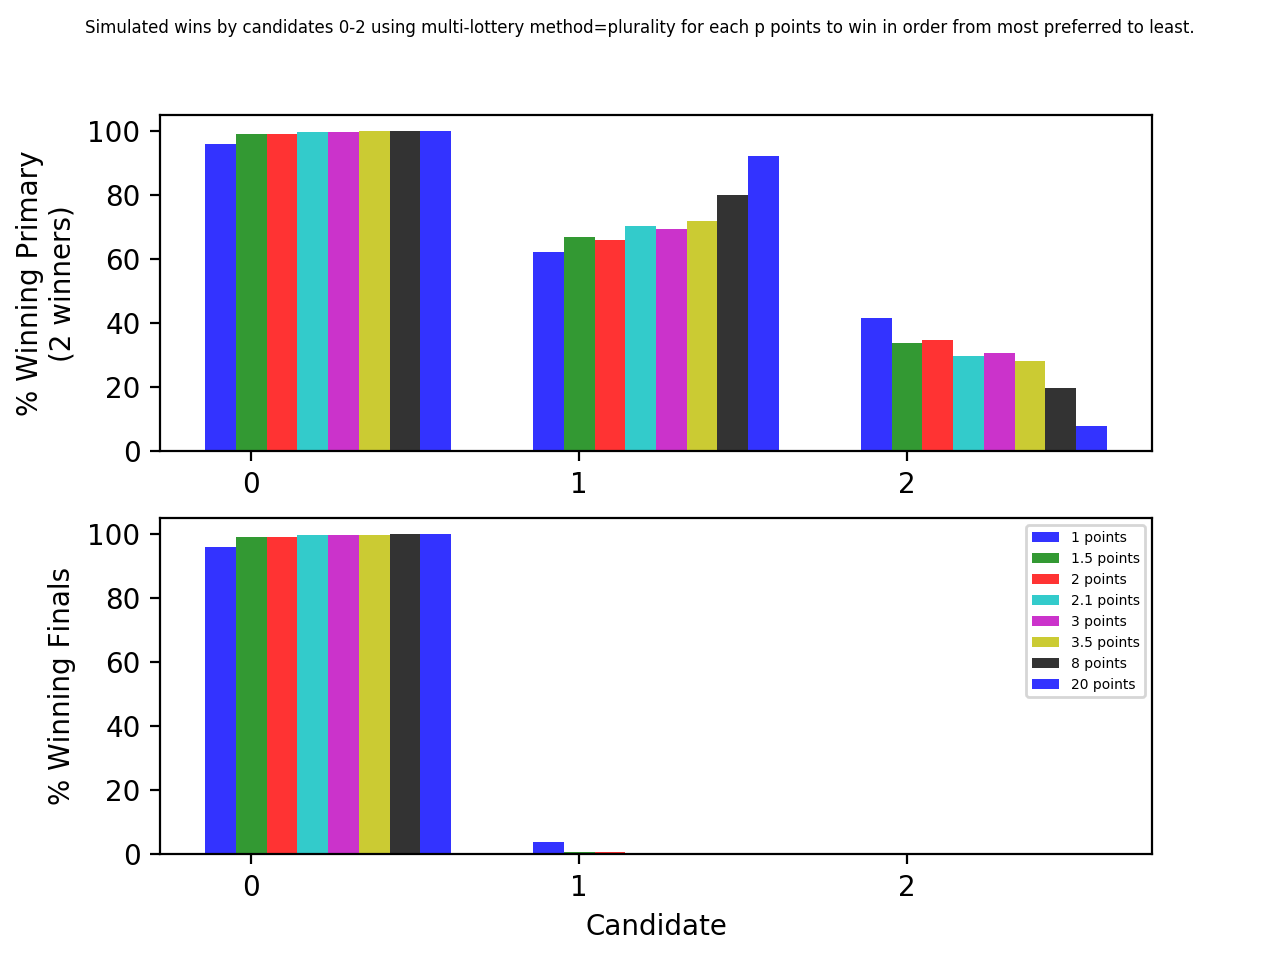 Simulated wins by candidates 0-2 using multi-lottery method=plurality for each p points to win in order from most preferred to least.
% Winning Primary
(2 winners)
100
80
60
40
20
0
0
1
2
% Winning Finals
100
80
60
40
20
0
0
1
2
Candidate
1 points
1.5 points
2 points
2.1 points
3 points
3.5 points
8 points
20 points